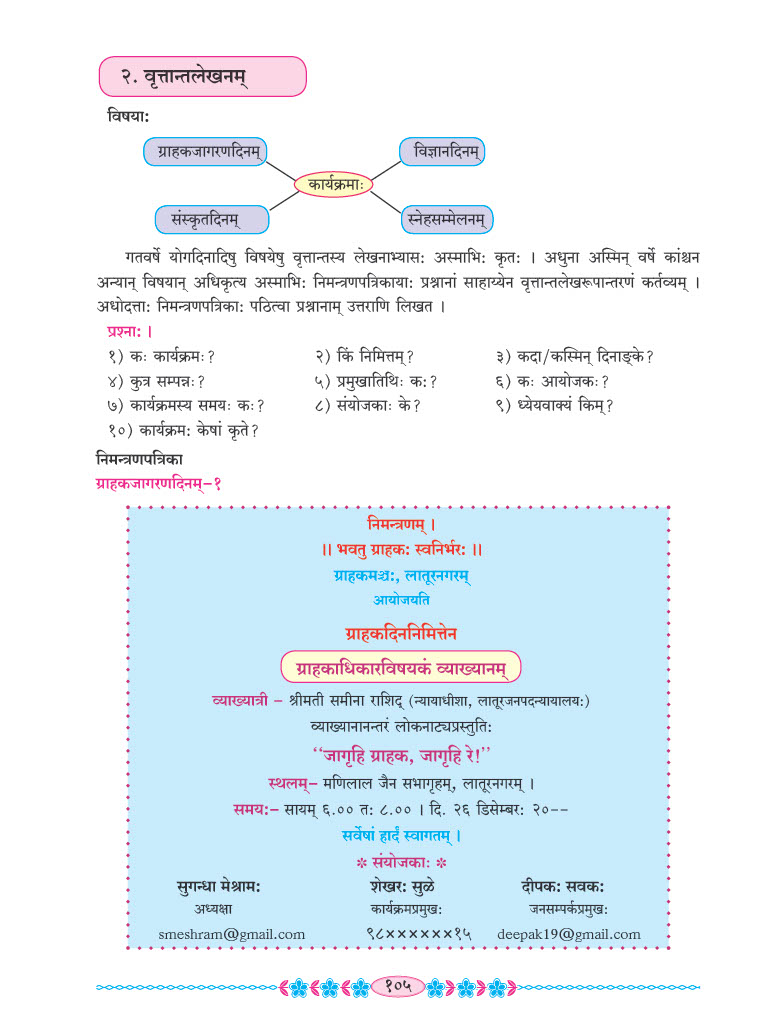 २. वृत्तान्तलेखनम्
विषया:
ग्राहकजागरणदिनम्
विज्ञानदिनम्
कार्यक्रमाः
संस्कृतदिनम्
स्नेहसम्मेलनम्
गतवर्षे योगदिनादिषु विषयेषु वृत्तान्तस्य लेखनाभ्यास: अस्माभि: कृत: । अधुना अस्मिन् वर्षे कांश्चन
अन्यान् विषयान् अधिकृत्य अस्माभि: निमन्त्रणपत्रिकाया: प्रश्नानां साहाय्येन वृत्तान्तलेखरूपान्तरणं कर्तव्यम् ।
अधोदत्ता: निमन्त्रणपत्रिका: पठित्वा प्रश्नानाम् उत्तराणि लिखत ।
प्रश्ना: ।
१) कः कार्यक्रमः?
२) किं निमित्तम्?
३) कदा/कस्मिन् दिनाङ्के?
४) कुत्र सम्पन्नः?
५) प्रमुखातिथिः क:?
६) कः आयोजकः?
७) कार्यक्रमस्य समयः कः?
८) संयोजकाः के?
९) ध्येयवाक्यं किम्?
१०) कार्यक्रम: केषां कृते?
निमन्त्रणपत्रिका
ग्राहकजागरणदिनम्–१
निमन्त्रणम् ।
।। भवतु ग्राहक: स्वनिर्भर: ।।
ग्राहकमञ्च:, लातूरनगरम्
आयोजयति
ग्राहकदिननिमित्तेन
ग्राहकाधिकारविषयकं व्याख्यानम्
व्याख्यात्री – श्रीमती समीना राशिद् (न्यायाधीशा, लातूरजनपदन्यायालय:)
व्याख्यानानन्तरं लोकनाट्यप्रस्तुति:
“जागृहि ग्राहक, जागृहि रे!”
स्थलम्– मणिलाल जैन सभागृहम्, लातूरनगरम् ।
समय:– सायम् ६.०० त: ८.०० । दि. २६ डिसेम्बर: २०--
सर्वेषां हार्दं स्वागतम् ।
* संयोजकाः *
सुगन्धा मेश्राम: शेखर: सुळे दीपक: सवक:
अध्यक्षा कार्यक्रमप्रमुख: जनसम्पर्कप्रमुख:
smeshram@gmail.com ९८××××××१५ deepak19@gmail.com
१०५